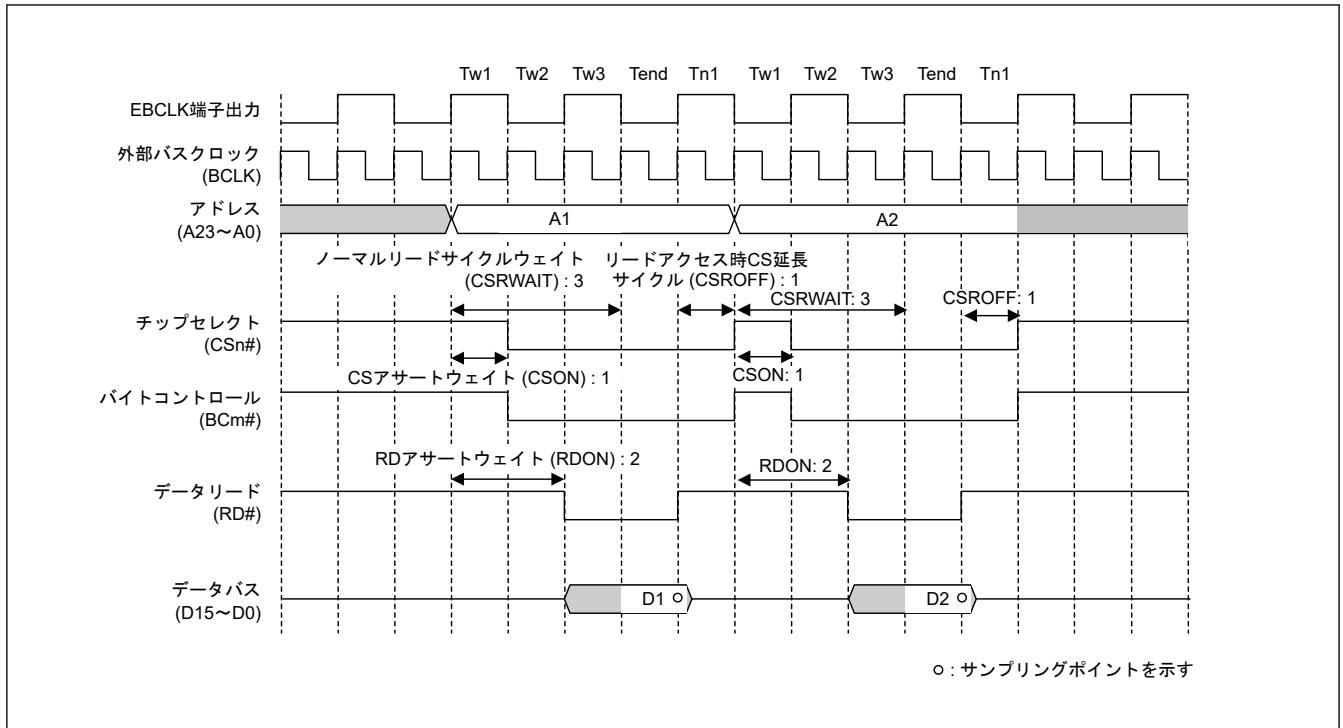 Tw1 Tw2 Tw3 Tend Tn1 Tw1 Tw2 Tw3 Tend Tn1
EBCLK端子出力
外部バスクロック
(BCLK)
アドレス
(A23～A0)
A1
A2
ノーマルリードサイクルウェイト
(CSRWAIT) : 3
リードアクセス時CS延長
サイクル (CSROFF) : 1
CSRWAIT: 3
CSROFF: 1
チップセレクト
(CSn#)
CSアサートウェイト (CSON) : 1
CSON: 1
バイトコントロール
(BCm#)
RDアサートウェイト (RDON) : 2
RDON: 2
データリード
(RD#)
データバス
(D15～D0)
D1
D2
: サンプリングポイントを示す